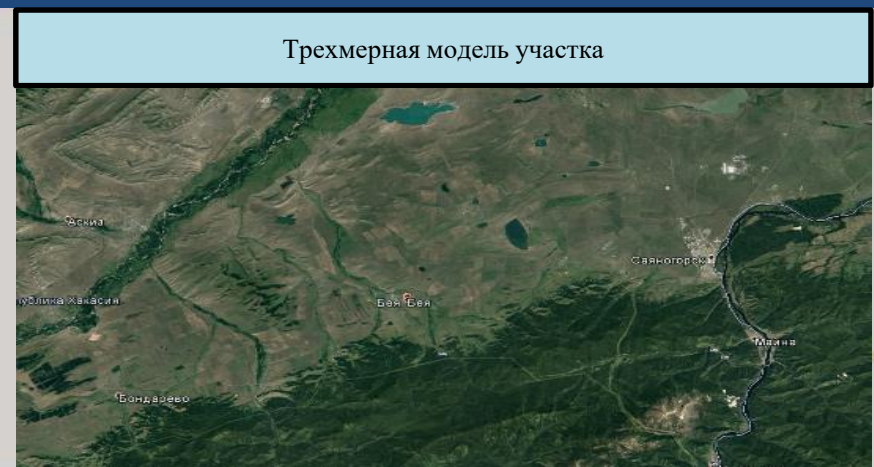 Трехмерная модель участка
Аскиз
Саяногорск
публика Хакасия
Бея Бея
Майна
Бондарево